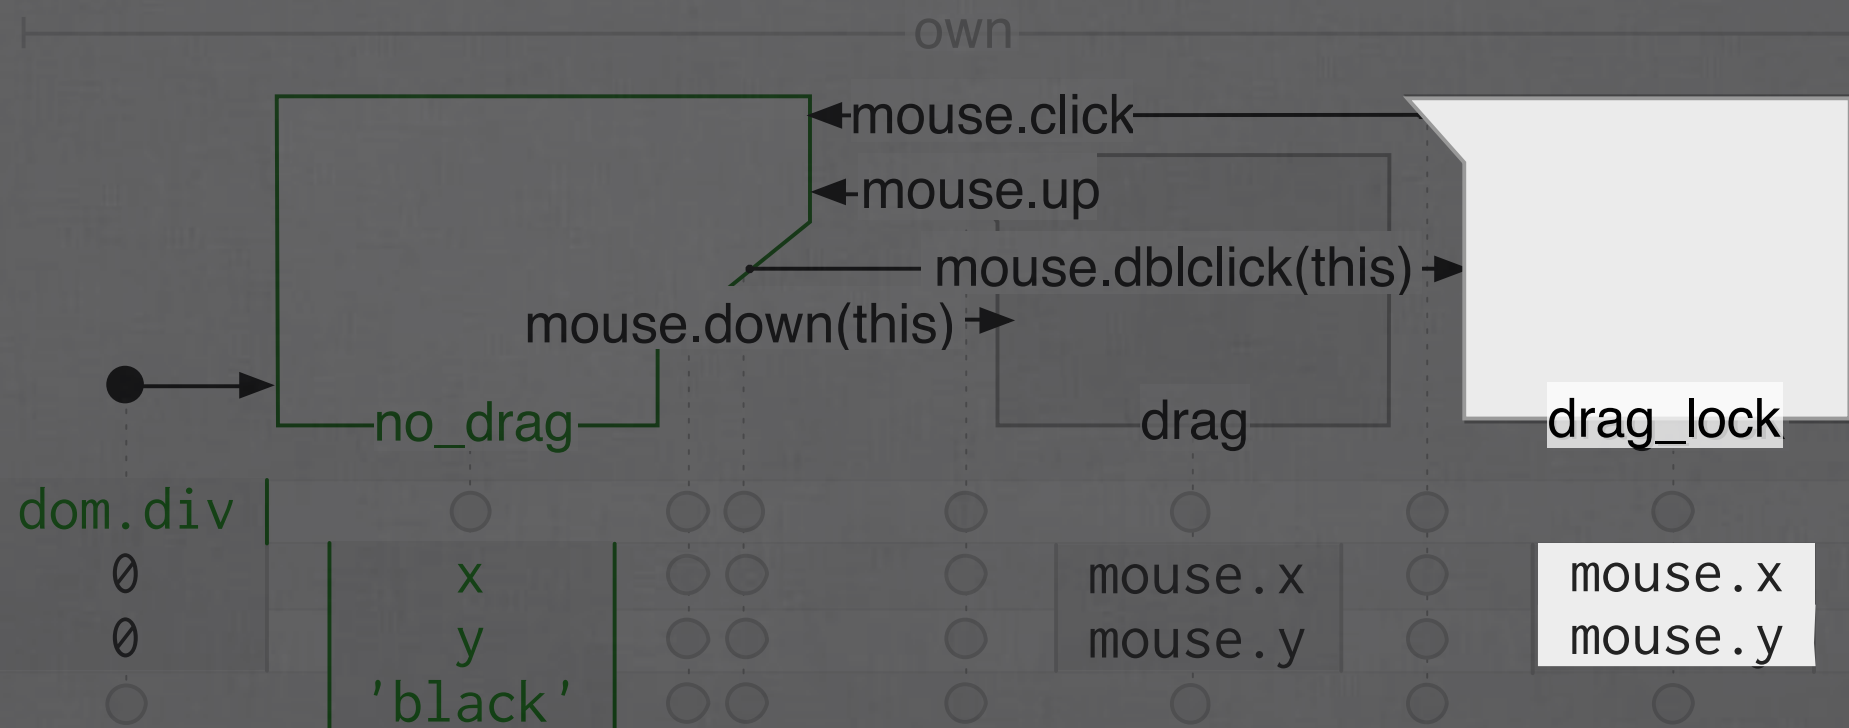 own
mouse.click
mouse.up
mouse.dblclick(this)
mouse.down(this)
no_drag
drag
drag_lock
dom.div
0 x mouse.x mouse.x
0 y mouse.y mouse.y
'black'